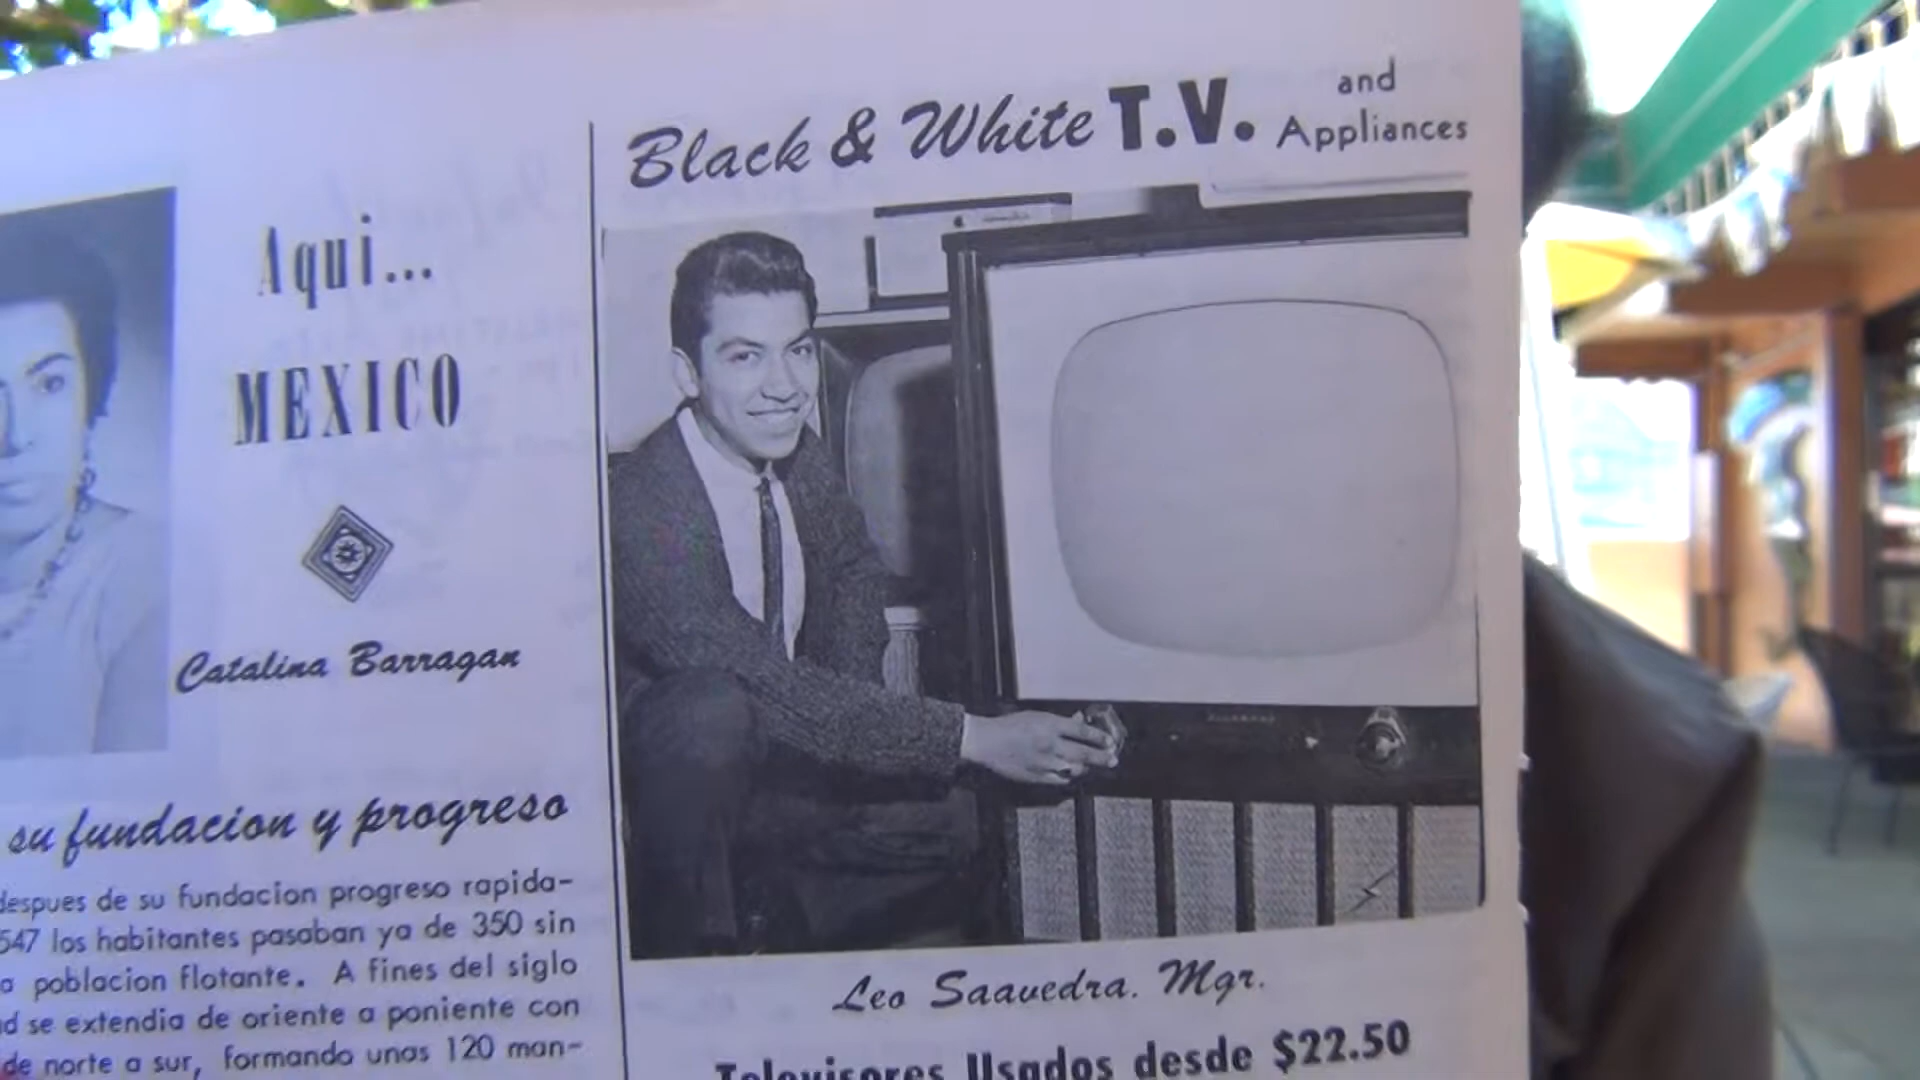 Aqui...
MEXICO
Catalina Barragan
su fundacion y progreso
despues de su fundacion progreso rapida-
547 los habitantes pasaban ya de 350 sin
poblacion flotante. A fines del siglo
se extendia de oriente a poniente con
de norte a sur, formando unas 120 man-
Black & White T.V. and
Appliances
Leo Saavedra. Mgr.
Televisores Usados desde $22.50